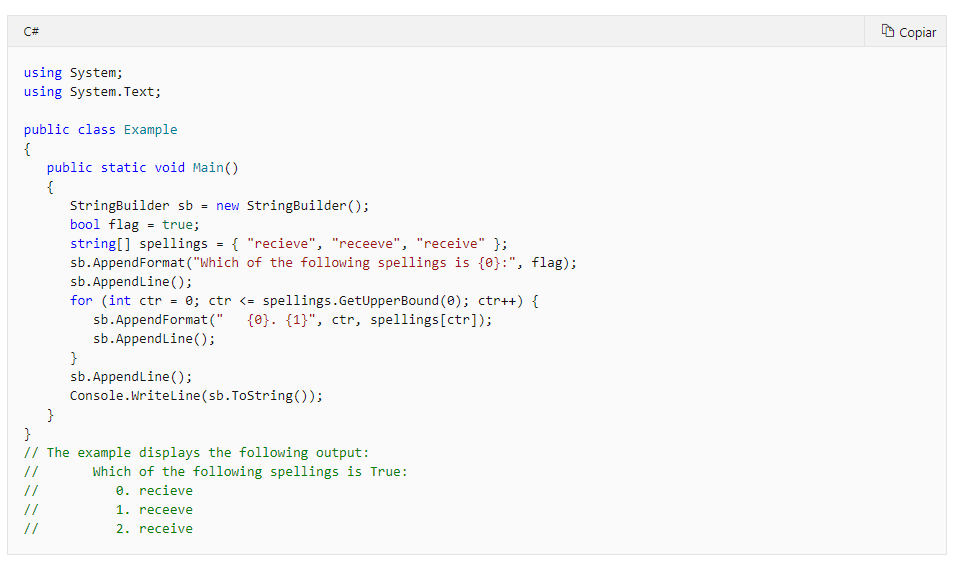 C#
Copiar
using System;
using System.Text;

public class Example
{
   public static void Main()
   {
      StringBuilder sb = new StringBuilder();
      bool flag = true;
      string[] spellings = { "recieve", "receeve", "receive" };
      sb.AppendFormat("Which of the following spellings is {0}:", flag);
      sb.AppendLine();
      for (int ctr = 0; ctr <= spellings.GetUpperBound(0); ctr++) {
         sb.AppendFormat("   {0}. {1}", ctr, spellings[ctr]);
         sb.AppendLine();
      }
      sb.AppendLine();
      Console.WriteLine(sb.ToString());
   }
}
// The example displays the following output:
//       Which of the following spellings is True:
//          0. recieve
//          1. receeve
//          2. receive